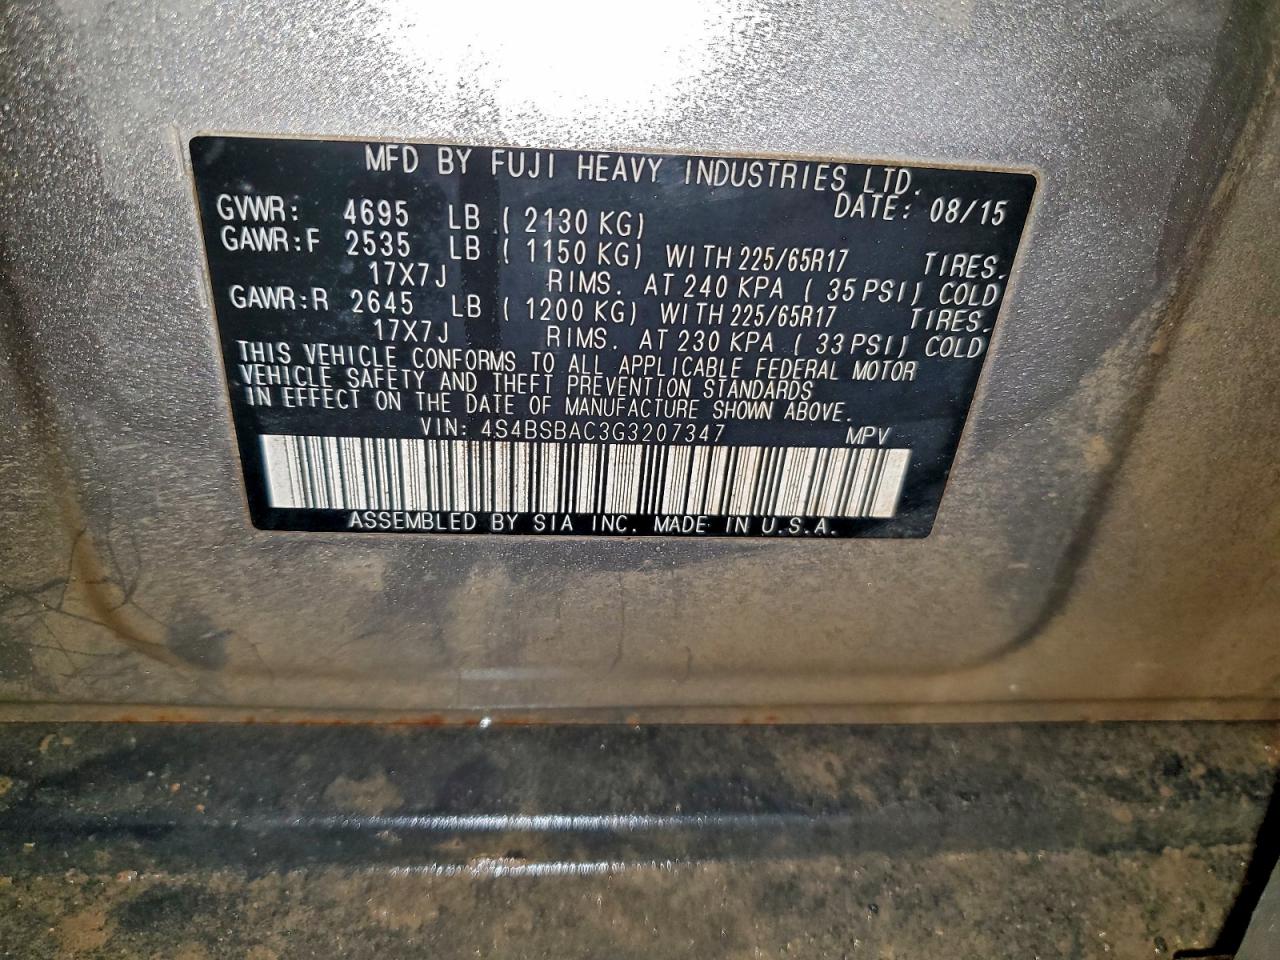 MFD BY FUJI HEAVY INDUSTRIES LTD.
DATE: 08/15
GVWR: 4695 LB ( 2130 KG)
GAWR:F 2535 LB ( 1150 KG) WITH 225/65R17 TIRES.
17X7J RIMS. AT 240 KPA ( 35 PSI) COLD
GAWR:R 2645 LB ( 1200 KG) WITH 225/65R17 TIRES.
17X7J RIMS. AT 230 KPA ( 33 PSI) COLD
THIS VEHICLE CONFORMS TO ALL APPLICABLE FEDERAL MOTOR
VEHICLE SAFETY AND THEFT PREVENTION STANDARDS
IN EFFECT ON THE DATE OF MANUFACTURE SHOWN ABOVE.
VIN: 4S4BSBAC3G3207347 MPV
ASSEMBLED BY SIA INC. MADE IN U.S.A.